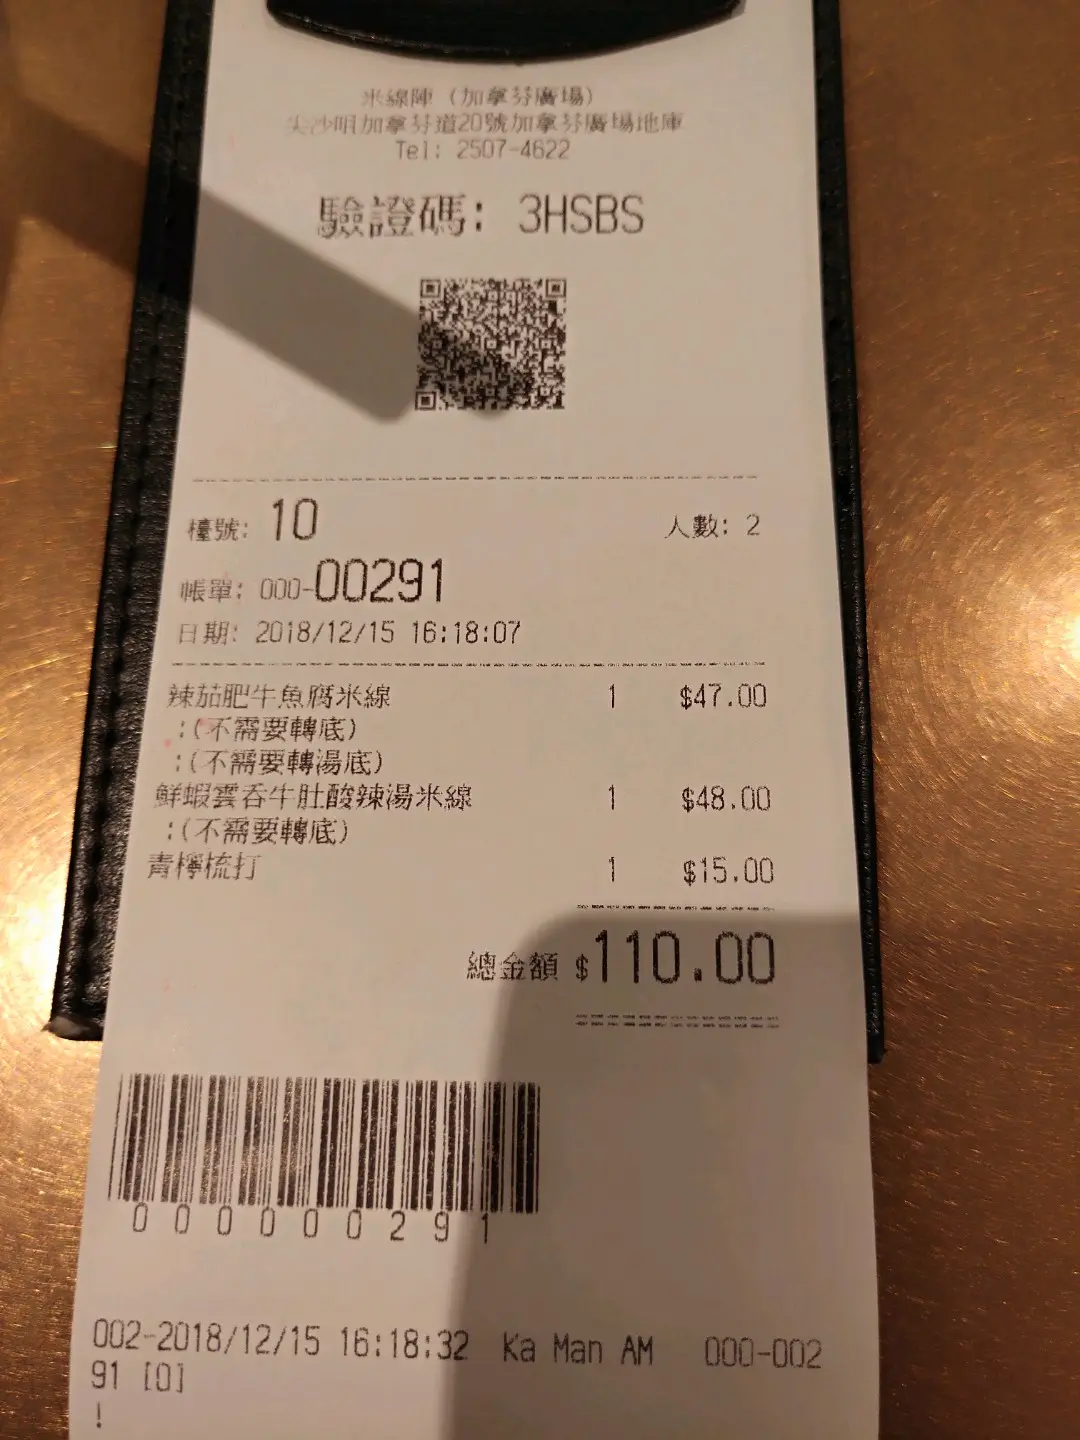 米線陣 (加拿芬廣場)
尖沙咀加拿芬道20號加拿芬廣場地庫
Tel: 2507-4622
驗證碼: 3HSBS
檯號: 10 人數: 2
帳單: 000-00291
日期: 2018/12/15 16:18:07
辣茄肥牛魚腐米線 1 $47.00
:(不需要轉底)
:(不需要轉湯底)
鮮蝦雲吞牛肚酸辣湯米線 1 $48.00
:(不需要轉底)
青檸梳打 1 $15.00
總金額 $110.00
000000291
002-2018/12/15 16:18:32 Ka Man AM 000-002
91 [0]
!